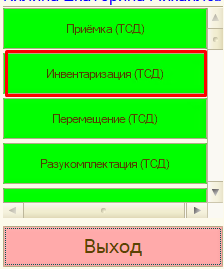 Приёмка (ТСД)
Инвентаризация (ТСД)
Перемещение (ТСД)
Разукомплектация (ТСД)
Выход